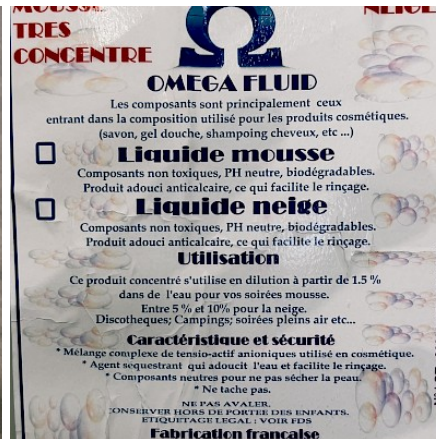 MOUSSE
TRES
CONCENTRE
NEIGE
OMEGA FLUID
Les composants sont principalement ceux
entrant dans la composition utilisé pour les produits cosmétiques.
(savon, gel douche, shampoing cheveux, etc ...)
Liquide mousse
Composants non toxiques, PH neutre, biodégradables.
Produit adouci anticalcaire, ce qui facilite le rinçage.
Liquide neige
Composants non toxiques, PH neutre, biodégradables.
Produit adouci anticalcaire, ce qui facilite le rinçage.
Utilisation
Ce produit concentré s'utilise en dilution à partir de 1.5 %
dans de l'eau pour vos soirées mousse.
Entre 5 % et 10% pour la neige.
Discotheques; Campings; soirées pleins air etc...
Caractéristique et sécurité
* Mélange complexe de tensio-actif anioniques utilisé en cosmétique.
* Agent sequestrant qui adoucit l'eau et facilite le rinçage.
* Composants neutres pour ne pas sécher la peau.
* Ne tache pas.
NE PAS AVALER.
CONSERVER HORS DE PORTEE DES ENFANTS.
ETIQUETAGE LEGAL : VOIR FDS
Fabrication française